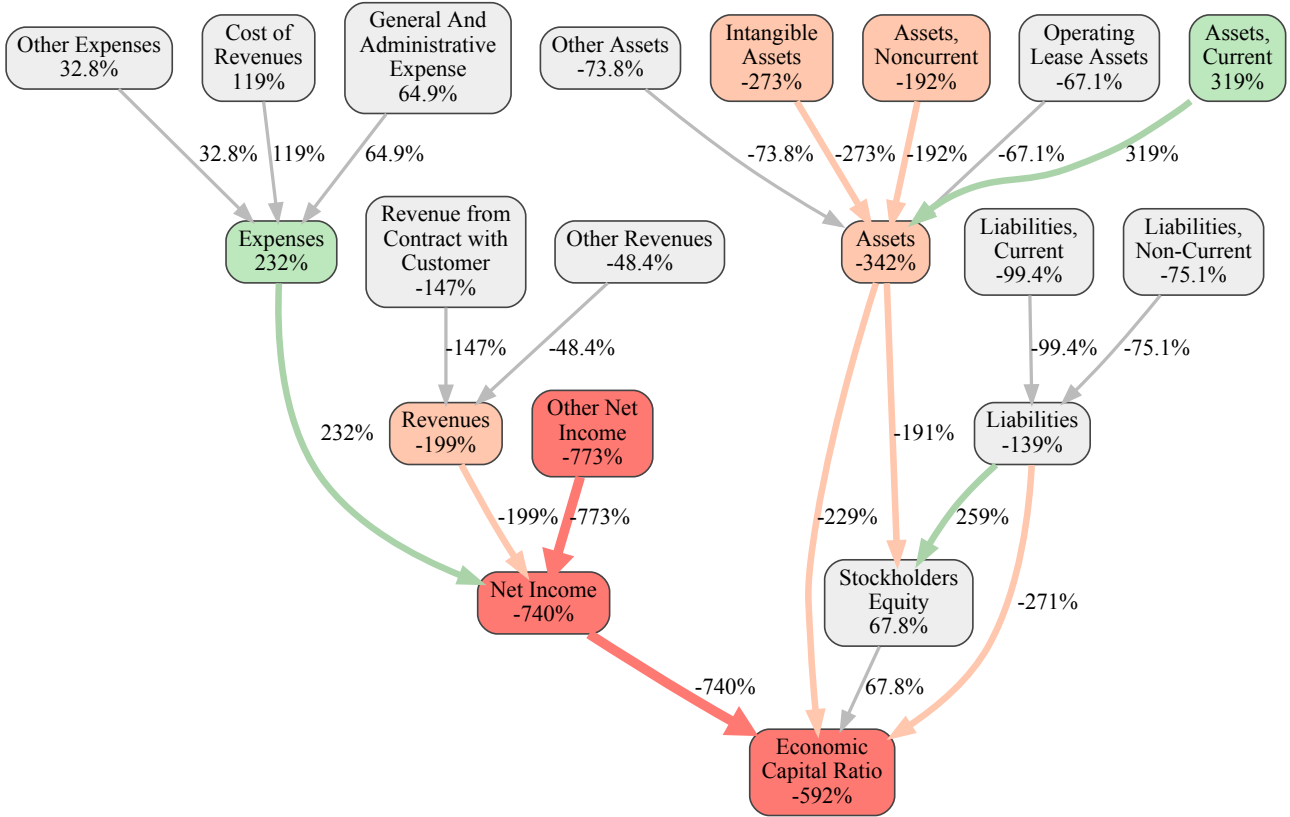 Other Expenses
32.8%
Cost of
Revenues
119%
General And
Administrative
Expense
64.9%
Other Assets
-73.8%
Intangible
Assets
-273%
Assets,
Noncurrent
-192%
Operating
Lease Assets
-67.1%
Assets,
Current
319%
32.8%
119%
64.9%
-73.8%
-273%
-192%
-67.1%
319%
Expenses
232%
Revenue from
Contract with
Customer
-147%
Other Revenues
-48.4%
Assets
-342%
Liabilities,
Current
-99.4%
Liabilities,
Non-Current
-75.1%
-147%
-48.4%
-99.4%
-75.1%
232%
Revenues
-199%
Other Net
Income
-773%
-191%
Liabilities
-139%
-199%
-773%
-229%
259%
-271%
Net Income
-740%
Stockholders
Equity
67.8%
-740%
67.8%
Economic
Capital Ratio
-592%